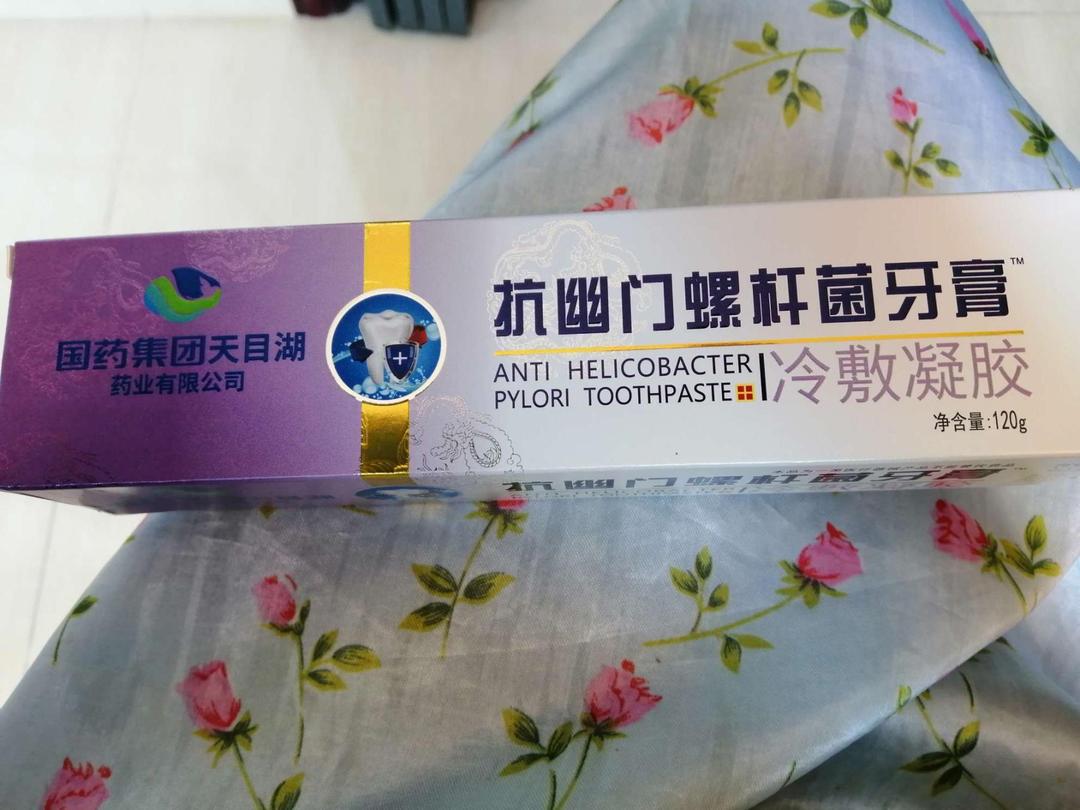 国药集团天目湖
药业有限公司
抗幽门螺杆菌牙膏™
ANTI HELICOBACTER
PYLORI TOOTHPASTE
冷敷凝胶
净含量:120g
抗幽门螺杆菌牙膏